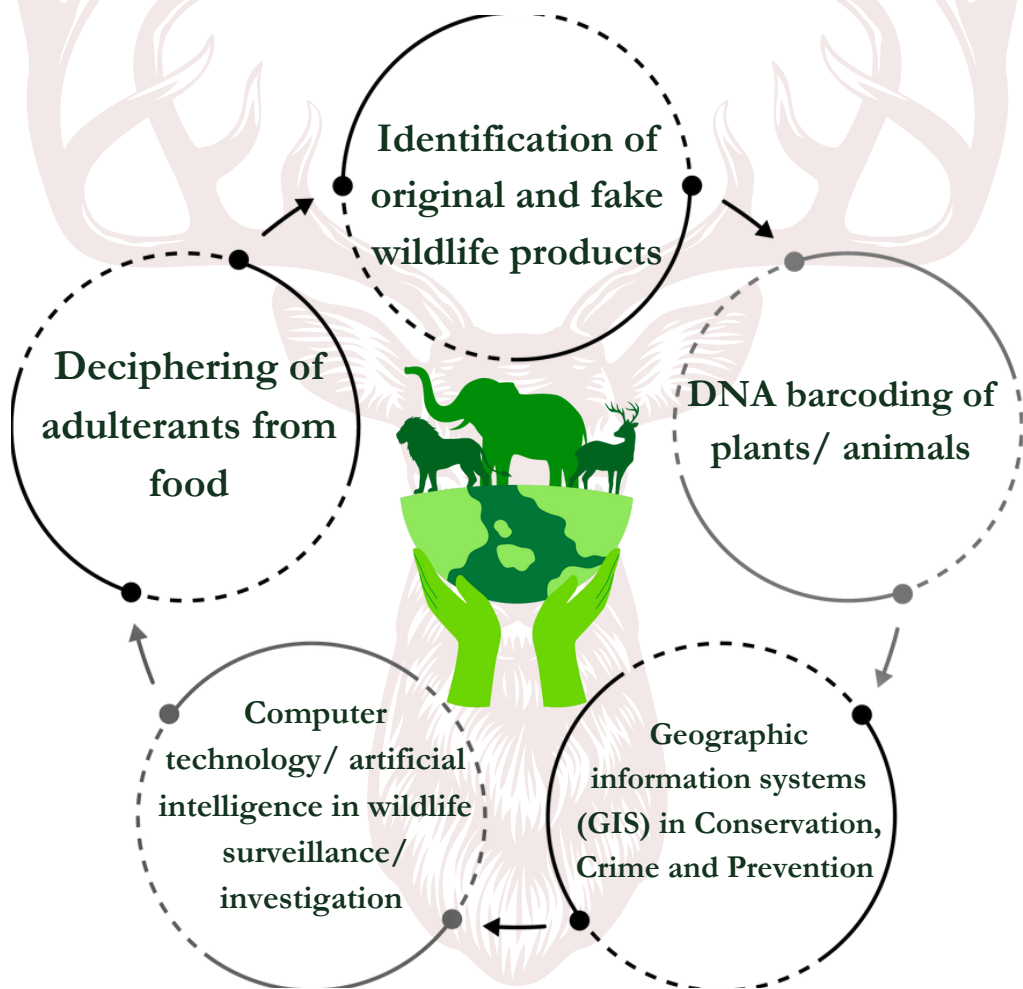 Identification of
original and fake
wildlife products
DNA barcoding of
plants/ animals
Geographic
information systems
(GIS) in Conservation,
Crime and Prevention
Computer
technology/ artificial
intelligence in wildlife
surveillance/
investigation
Deciphering of
adulterants from
food